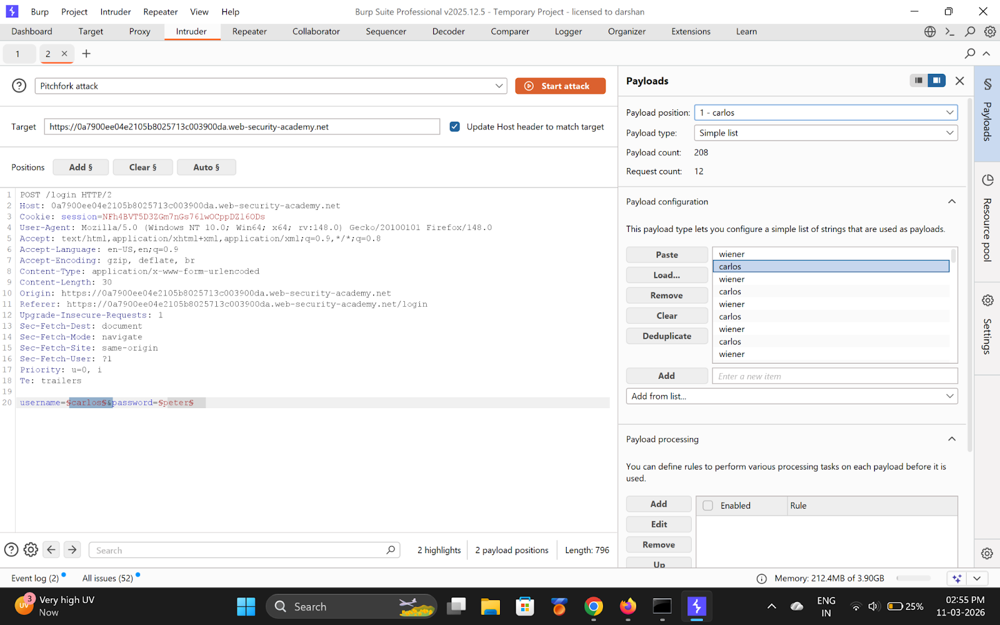 Burp Project Intruder Repeater View Help
Burp Suite Professional v2025.12.5 - Temporary Project - licensed to darshan
Dashboard Target Proxy Intruder Repeater Collaborator Sequencer Decoder Comparer Logger Organizer Extensions Learn
1 2
Pitchfork attack
Start attack
Target https://0a7900ee04e2105b8025713c003900da.web-security-academy.net
Update Host header to match target
Positions Add § Clear § Auto §
1 POST /login HTTP/2
2 Host: 0a7900ee04e2105b8025713c003900da.web-security-academy.net
3 Cookie: session=NFh4BVT5D3ZGm7nGs76lwOCppDZl6ODs
4 User-Agent: Mozilla/5.0 (Windows NT 10.0; Win64; x64; rv:148.0) Gecko/20100101 Firefox/148.0
5 Accept: text/html,application/xhtml+xml,application/xml;q=0.9,*/*;q=0.8
6 Accept-Language: en-US,en;q=0.9
7 Accept-Encoding: gzip, deflate, br
8 Content-Type: application/x-www-form-urlencoded
9 Content-Length: 30
10 Origin: https://0a7900ee04e2105b8025713c003900da.web-security-academy.net
11 Referer: https://0a7900ee04e2105b8025713c003900da.web-security-academy.net/login
12 Upgrade-Insecure-Requests: 1
13 Sec-Fetch-Dest: document
14 Sec-Fetch-Mode: navigate
15 Sec-Fetch-Site: same-origin
16 Sec-Fetch-User: ?1
17 Priority: u=0, i
18 Te: trailers
19
20 username=§carlos§&password=§peter§
Search
2 highlights
2 payload positions
Length: 796
Payloads
Payload position: 1 - carlos
Payload type: Simple list
Payload count: 208
Request count: 12
Payload configuration
This payload type lets you configure a simple list of strings that are used as payloads.
Paste
Load...
Remove
Clear
Deduplicate
wiener
carlos
wiener
carlos
wiener
carlos
wiener
carlos
wiener
Add Enter a new item
Add from list...
Payload processing
You can define rules to perform various processing tasks on each payload before it is
used.
Add
Edit
Remove
Up
Enabled Rule
§ Payloads
Resource pool
Settings
Event log (2) All issues (52)
Memory: 212.4MB of 3.90GB
UV 3
Very high UV
Now
Search
ENG
IN
25%
02:55 PM
11-03-2026